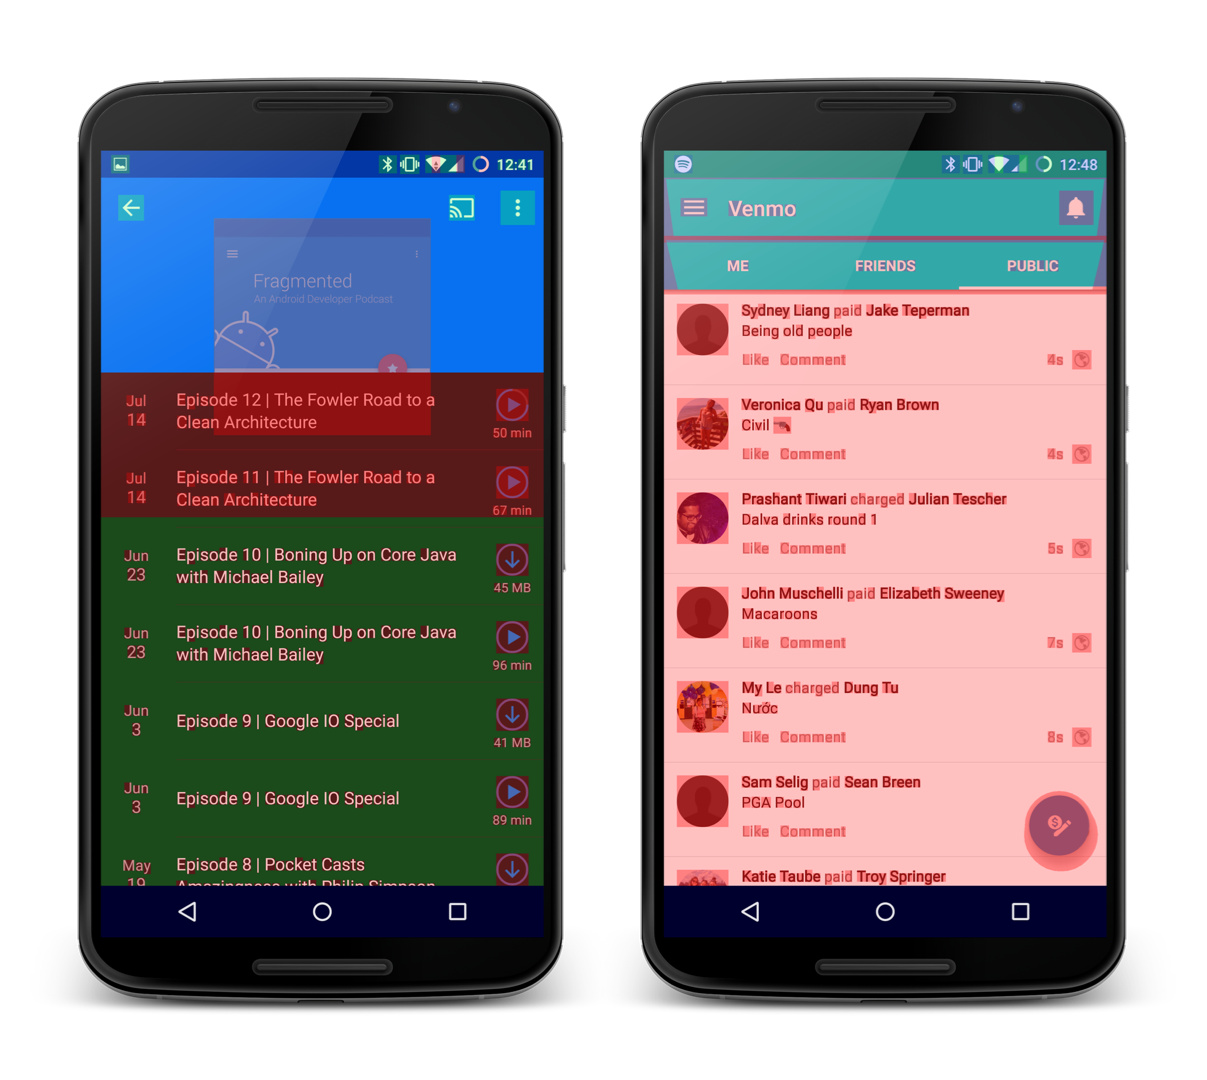 12:41
Fragmented
An Android Developer Podcast
Jul
14
Episode 12 | The Fowler Road to a
Clean Architecture
50 min
Jul
14
Episode 11 | The Fowler Road to a
Clean Architecture
67 min
Jun
23
Episode 10 | Boning Up on Core Java
with Michael Bailey
45 MB
Jun
23
Episode 10 | Boning Up on Core Java
with Michael Bailey
96 min
Jun
3
Episode 9 | Google IO Special
41 MB
Jun
3
Episode 9 | Google IO Special
89 min
May
19
Episode 8 | Pocket Casts
Amazingness with Philip Simpson
12:48
Venmo
ME FRIENDS PUBLIC
Sydney Liang paid Jake Teperman
Being old people
Like Comment 4s
Veronica Qu paid Ryan Brown
Civil
Like Comment 4s
Prashant Tiwari charged Julian Tescher
Dalva drinks round 1
Like Comment 5s
John Muschelli paid Elizabeth Sweeney
Macaroons
Like Comment 7s
My Le charged Dung Tu
Nước
Like Comment 8s
Sam Selig paid Sean Breen
PGA Pool
Like Comment
Katie Taube paid Troy Springer